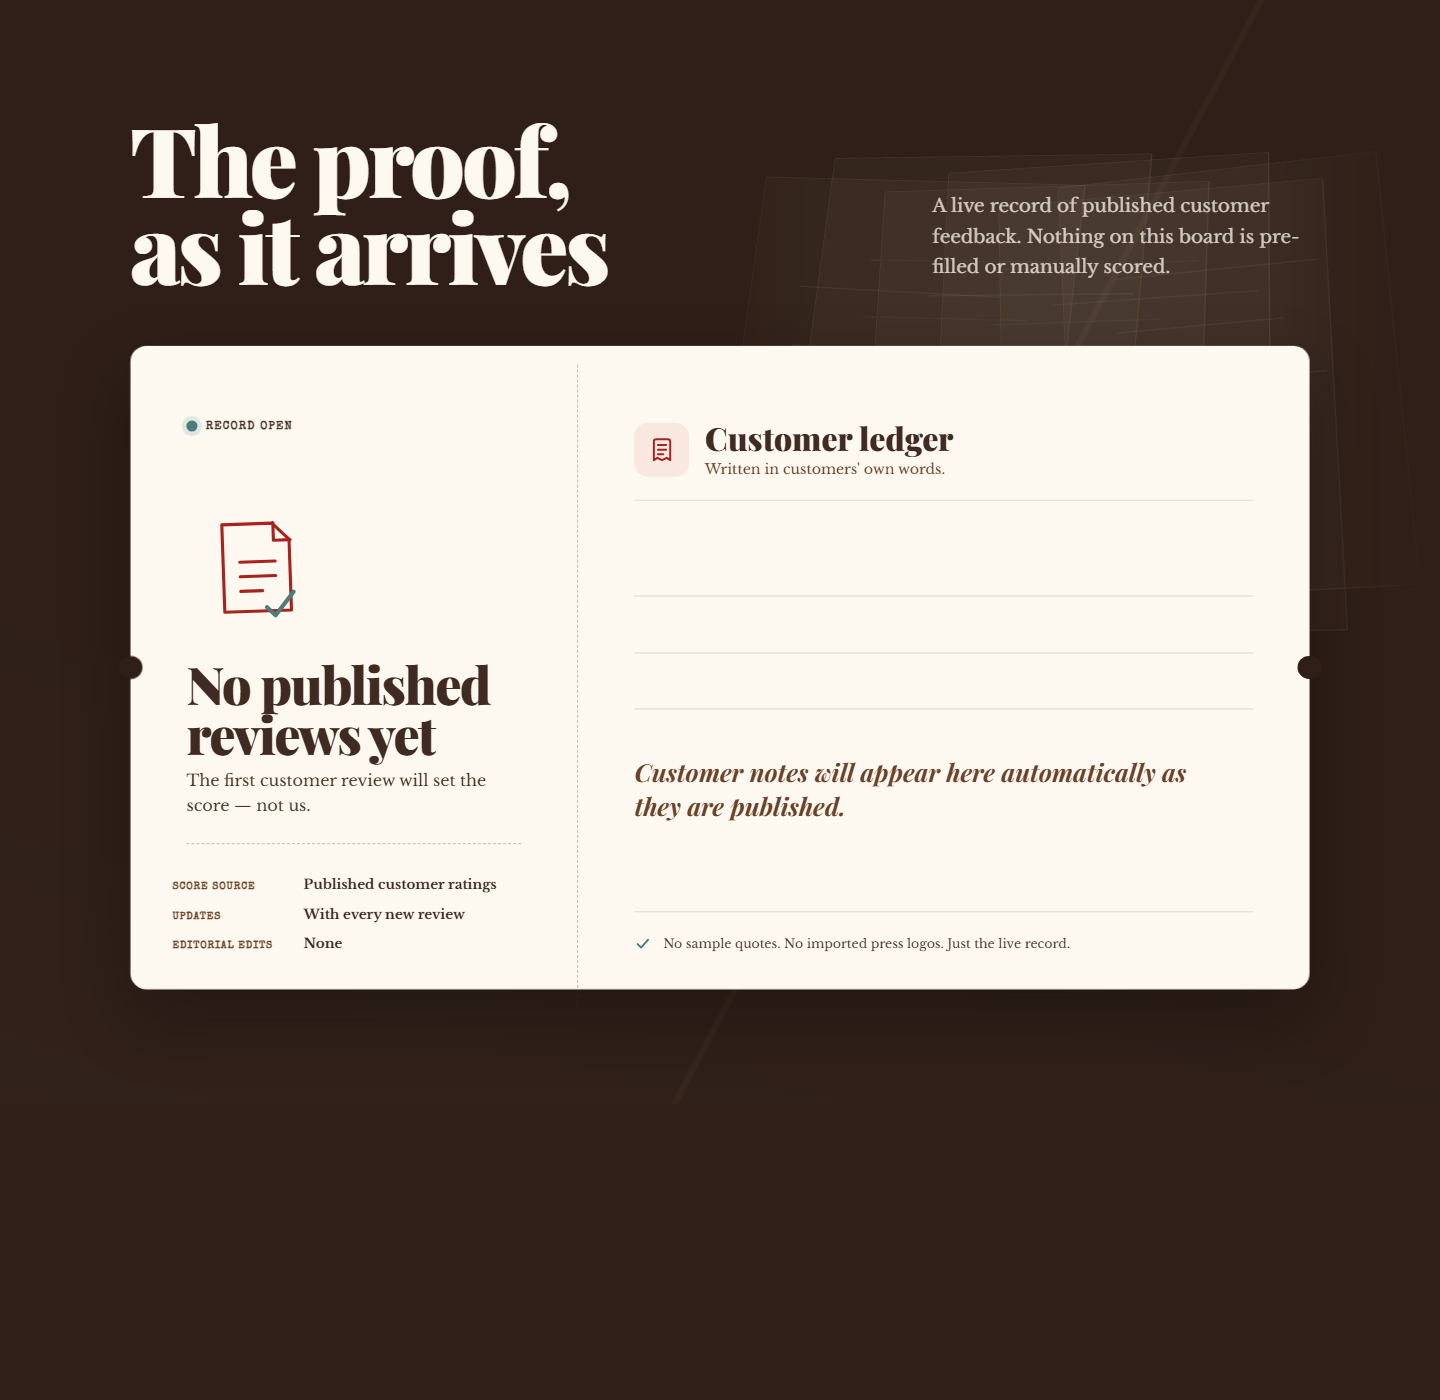 The proof,
as it arrives
A live record of published customer
feedback. Nothing on this board is pre-
filled or manually scored.
RECORD OPEN
No published
reviews yet
The first customer review will set the
score — not us.
SCORE SOURCE Published customer ratings
UPDATES With every new review
EDITORIAL EDITS None
Customer ledger
Written in customers' own words.
Customer notes will appear here automatically as
they are published.
No sample quotes. No imported press logos. Just the live record.